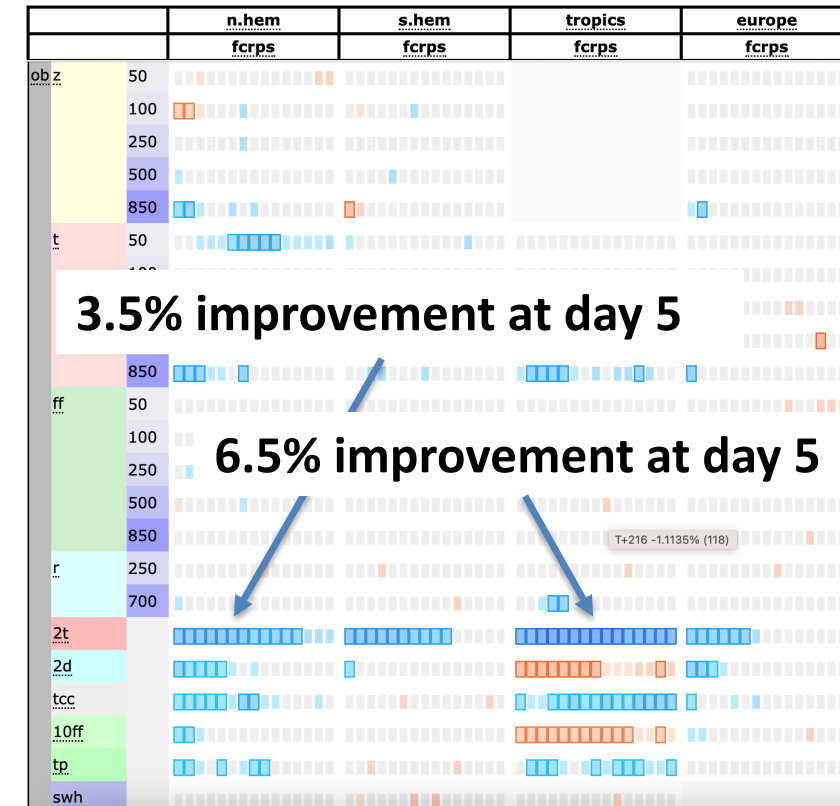 n.hem s.hem tropics europe
fcrps fcrps fcrps fcrps
ob z 50
100
250
500
850
t 50
3.5% improvement at day 5
850
ff 50
100
6.5% improvement at day 5
250
500
850
T+216 -1.1135% (118)
r 250
700
2t
2d
tcc
10ff
tp
swh